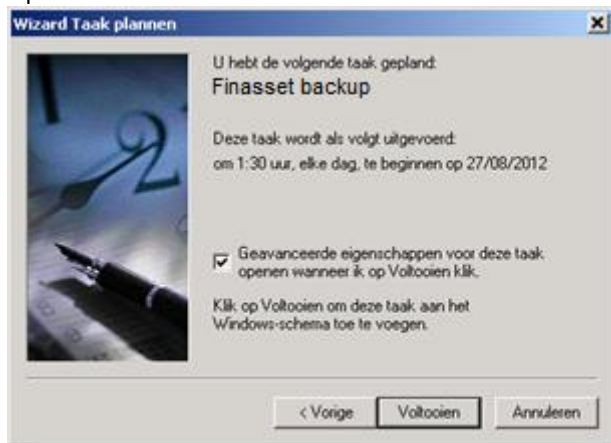 Wizard Taak plannen
U hebt de volgende taak gepland:
Finasset backup
Deze taak wordt als volgt uitgevoerd:
om 1:30 uur, elke dag, te beginnen op 27/08/2012
Geavanceerde eigenschappen voor deze taak
openen wanneer ik op Voltooien klik.
Klik op Voltooien om deze taak aan het
Windows-schema toe te voegen.
< Vorige
Voltooien
Annuleren